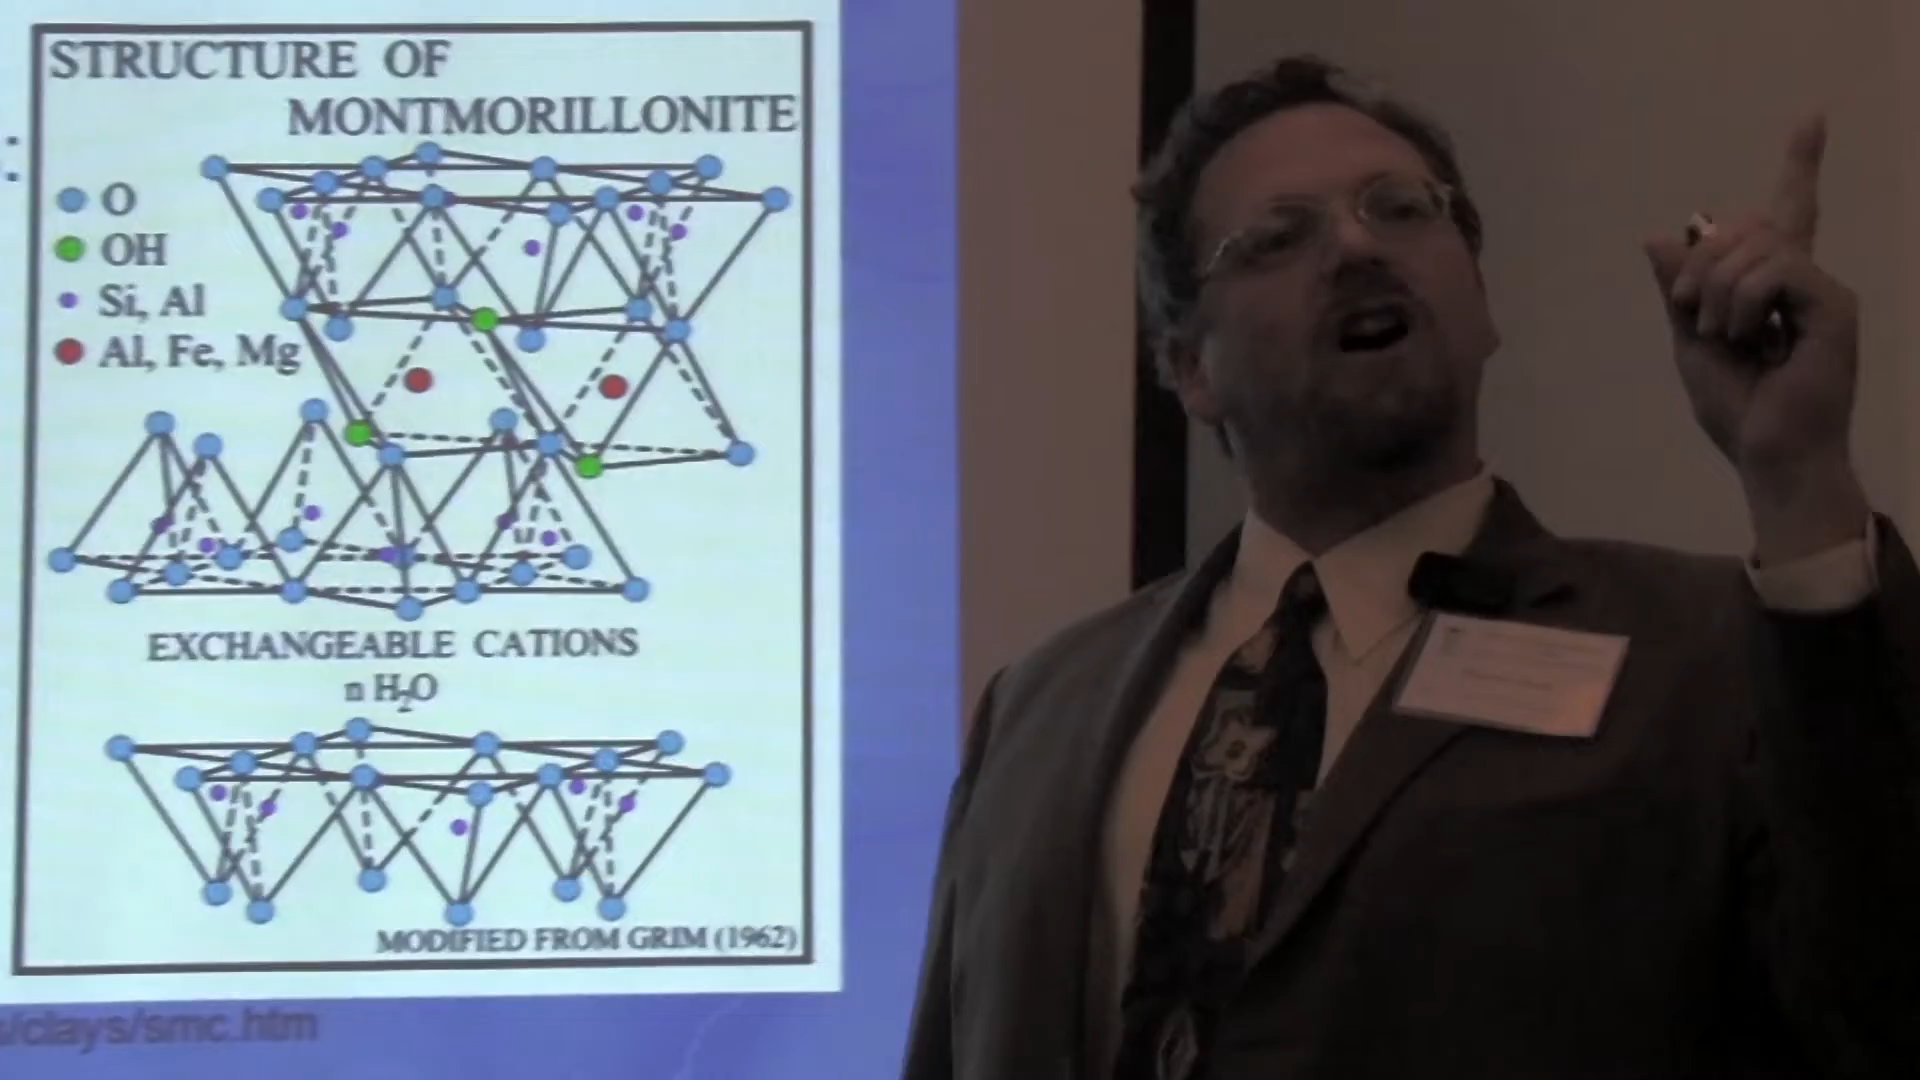 STRUCTURE OF
MONTMORILLONITE
O
OH
Si, Al
Al, Fe, Mg
EXCHANGEABLE CATIONS
n H₂O
MODIFIED FROM GRIM (1962)
s/clays/smc.htm